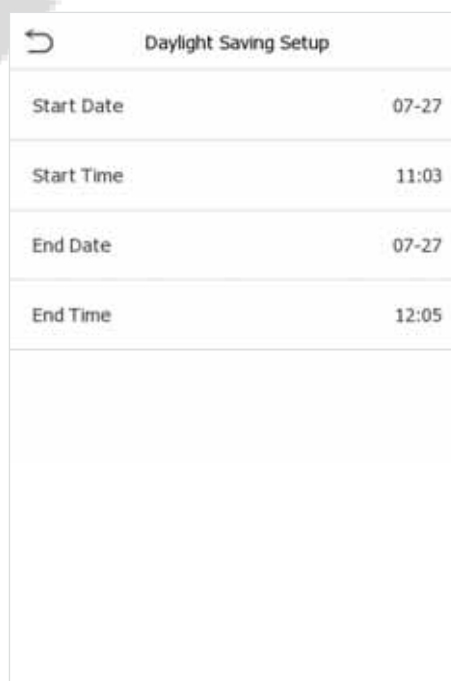 Daylight Saving Setup
Start Date 07-27
Start Time 11:03
End Date 07-27
End Time 12:05